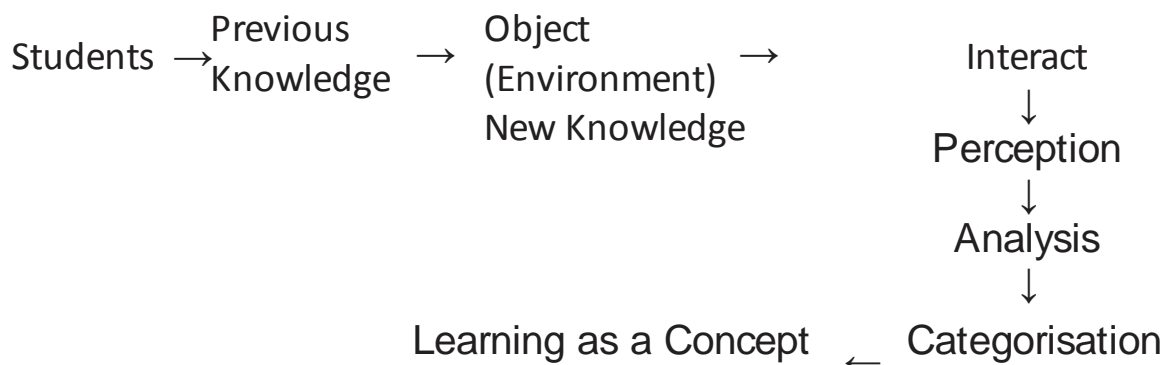 Students → Previous Knowledge → Object (Environment) New Knowledge → Interact
↓
Perception
↓
Analysis
↓
Learning as a Concept ← Categorisation